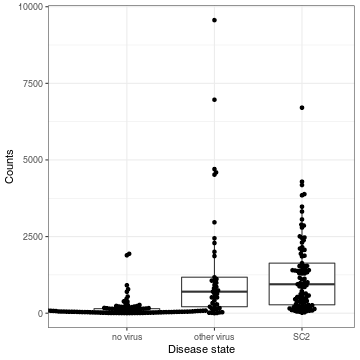 10000
7500
5000
2500
0
Counts
no virus
other virus
SC2
Disease state